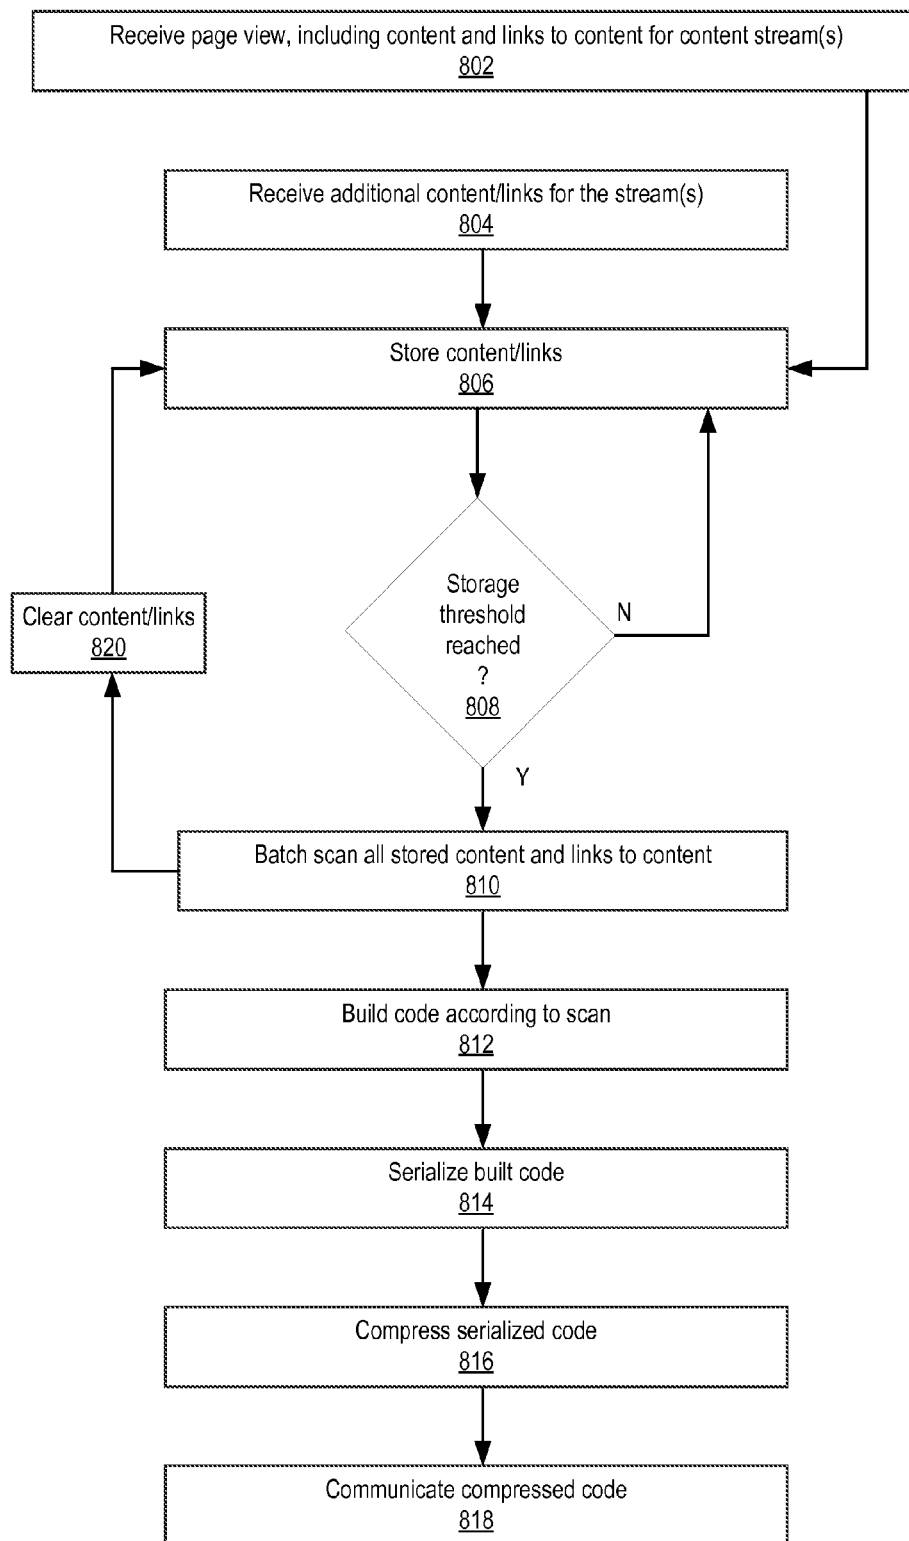 Receive page view, including content and links to content for content stream(s)
802
Receive additional content/links for the stream(s)
804
Store content/links
806
Storage
threshold
reached
?
808
N
Clear content/links
820
Y
Batch scan all stored content and links to content
810
Build code according to scan
812
Serialize built code
814
Compress serialized code
816
Communicate compressed code
818